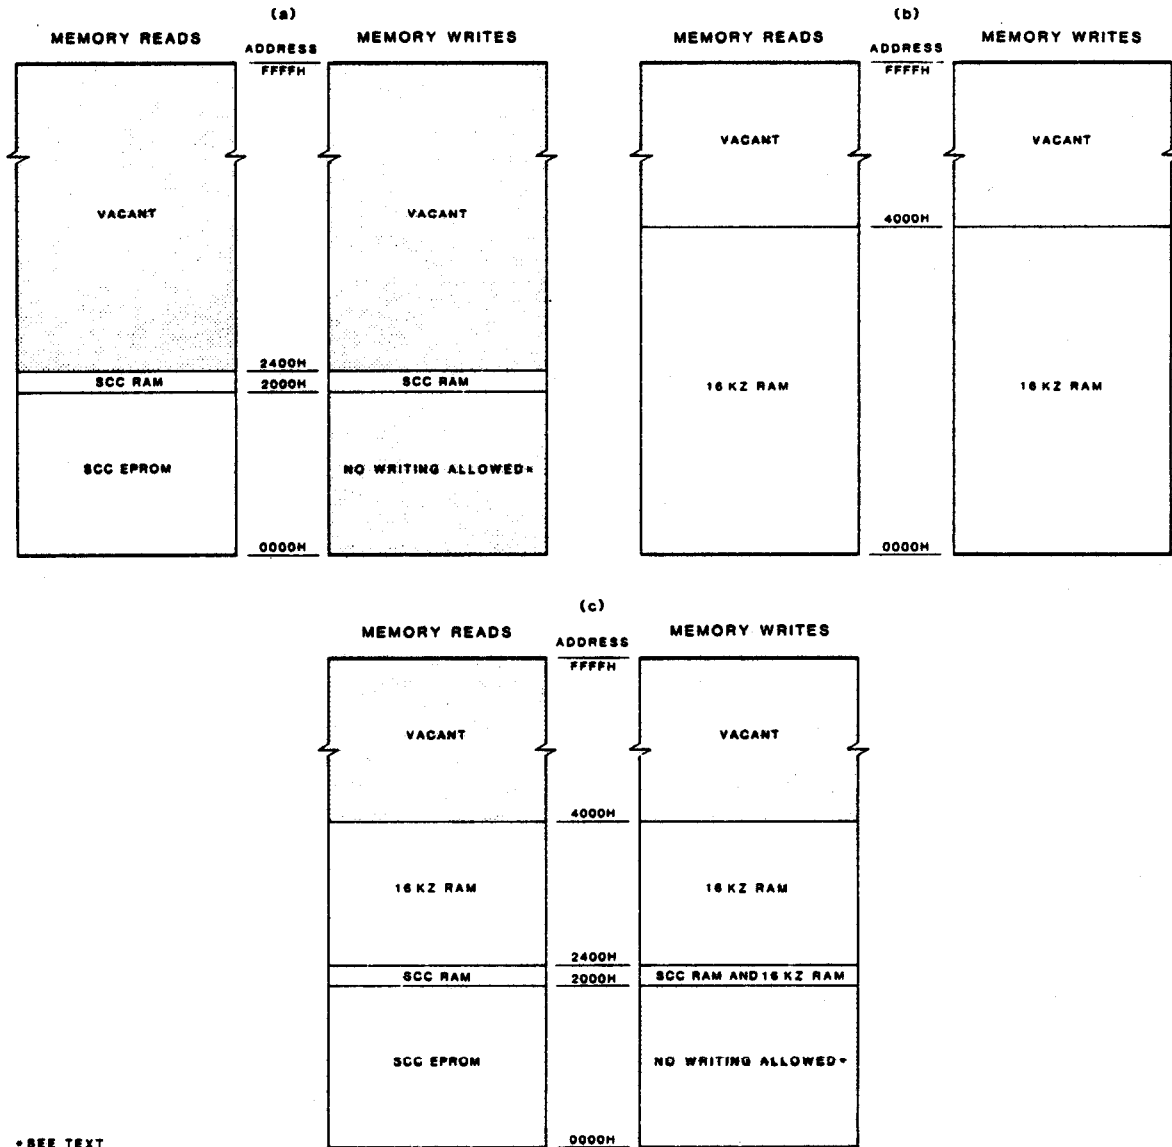 (a)
MEMORY READS
ADDRESS
MEMORY WRITES
FFFFH
VACANT
VACANT
2400H
SCC RAM
2000H
SCC RAM
SCC EPROM
NO WRITING ALLOWED*
0000H
(b)
MEMORY READS
ADDRESS
MEMORY WRITES
FFFFH
VACANT
VACANT
4000H
16 KZ RAM
16 KZ RAM
0000H
(c)
MEMORY READS
ADDRESS
MEMORY WRITES
FFFFH
VACANT
VACANT
4000H
16 KZ RAM
16 KZ RAM
2400H
SCC RAM
2000H
SCC RAM AND 16 KZ RAM
SCC EPROM
NO WRITING ALLOWED*
0000H
*SEE TEXT